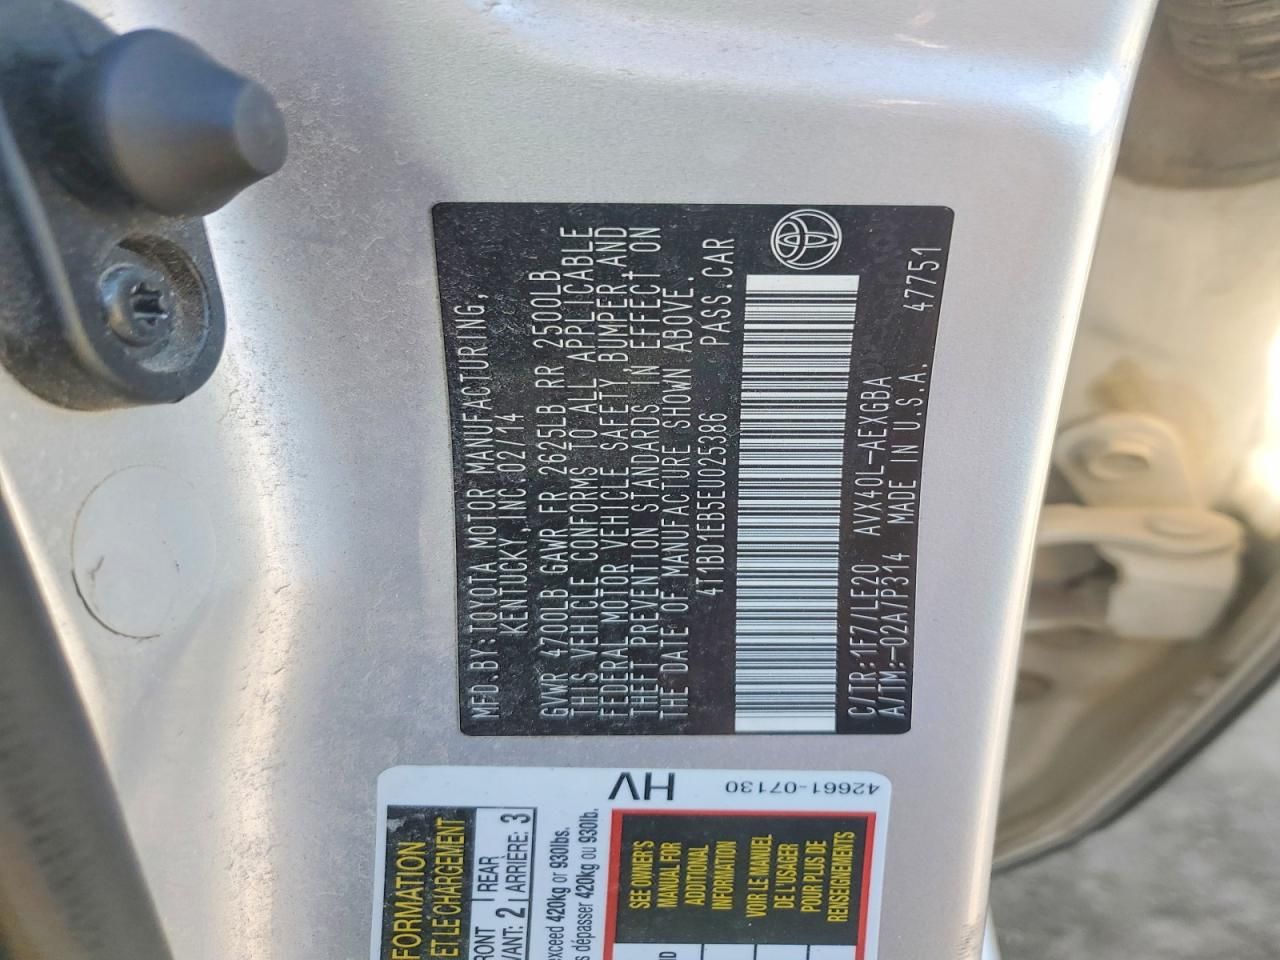 MFD.BY: TOYOTA MOTOR MANUFACTURING,
KENTUCKY, INC. 02/14
GVWR 4700LB GAWR FR 2625LB RR 2500LB
THIS VEHICLE CONFORMS TO ALL APPLICABLE
FEDERAL MOTOR VEHICLE SAFETY, BUMPER, AND
THEFT PREVENTION STANDARDS IN EFFECT ON
THE DATE OF MANUFACTURE SHOWN ABOVE.
4T1BD1EB5EU025386 PASS.CAR
C/TR:1F7/LE20 AVX40L-AEXGBA
A/TM:-02A/P314 MADE IN U.S.A. 47751
HV
42661-07130
FORMATION
ET LE CHARGEMENT
RONT
VANT: 2
REAR
ARRIÈRE: 3
exceed 420kg or 930lbs.
s dépasser 420kg ou 930lb.
SEE OWNER'S
MANUAL FOR
ADDITIONAL
INFORMATION
VOIR LE MANUEL
DE L'USAGER
POUR PLUS DE
RENSEIGNEMENTS